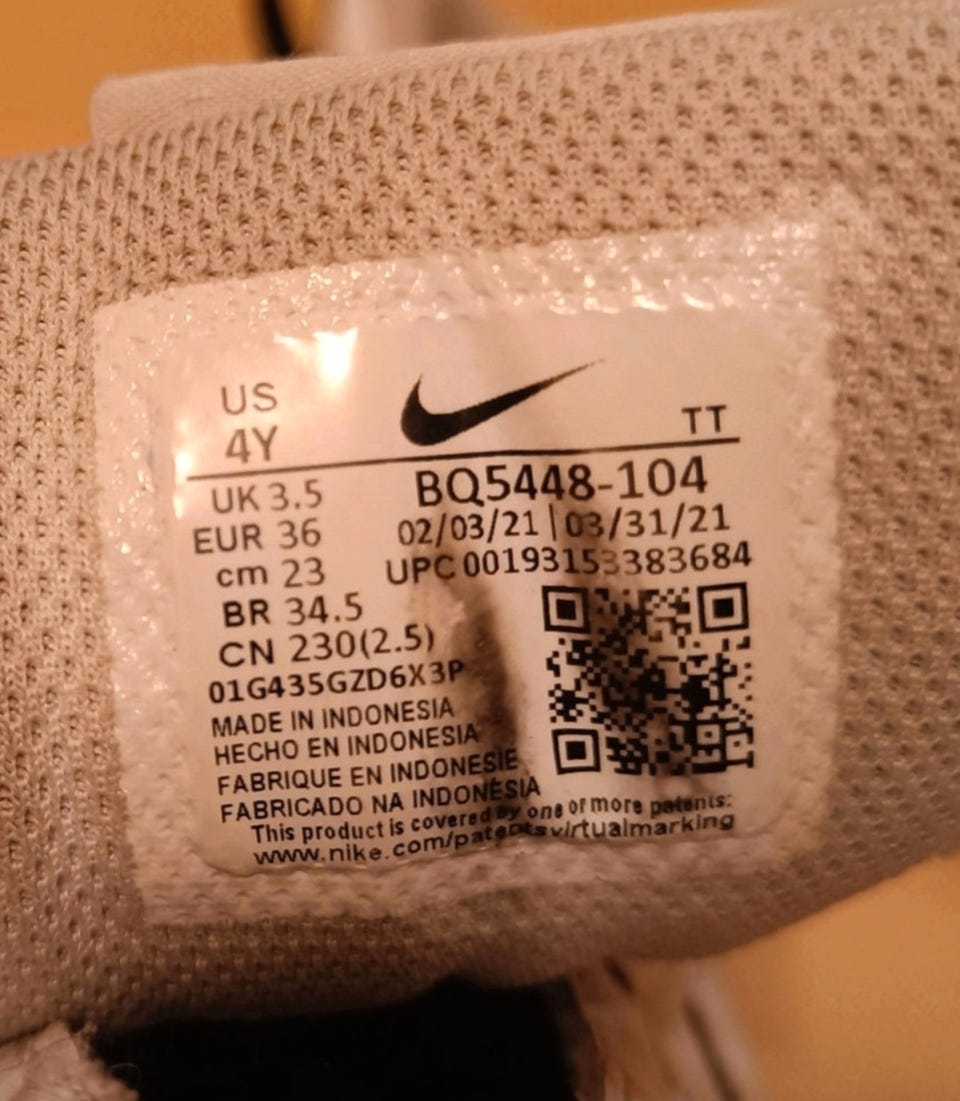 US
4Y
TT
UK 3.5
BQ5448-104
EUR 36
02/03/21 | 03/31/21
cm 23
UPC 00193153383684
BR 34.5
CN 230(2.5)
01G435GZD6X3P
MADE IN INDONESIA
HECHO EN INDONESIA
FABRIQUE EN INDONESIE
FABRICADO NA INDONÉSIA
This product is covered by one of more patents:
www.nike.com/patentsvirtualmarking